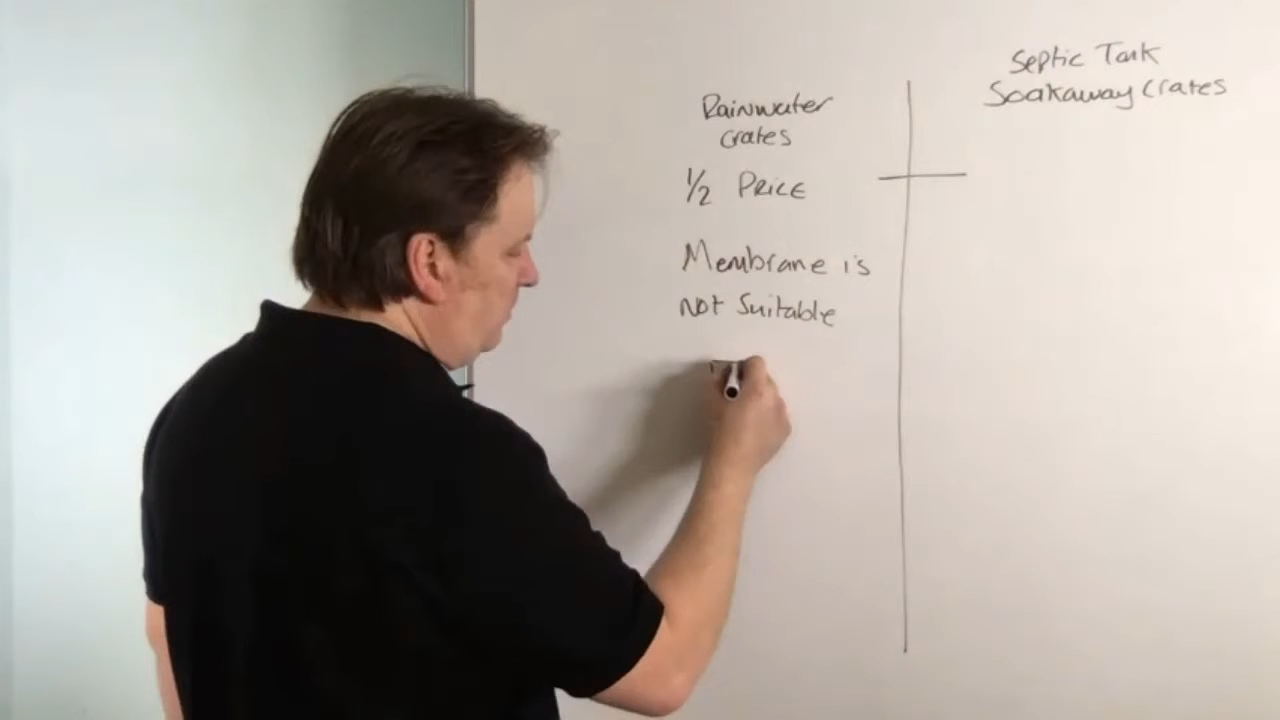 Rainwater
Crates
1/2 PRICE
Membrane is
Not Suitable
Septic Tank
Soakaway Crates